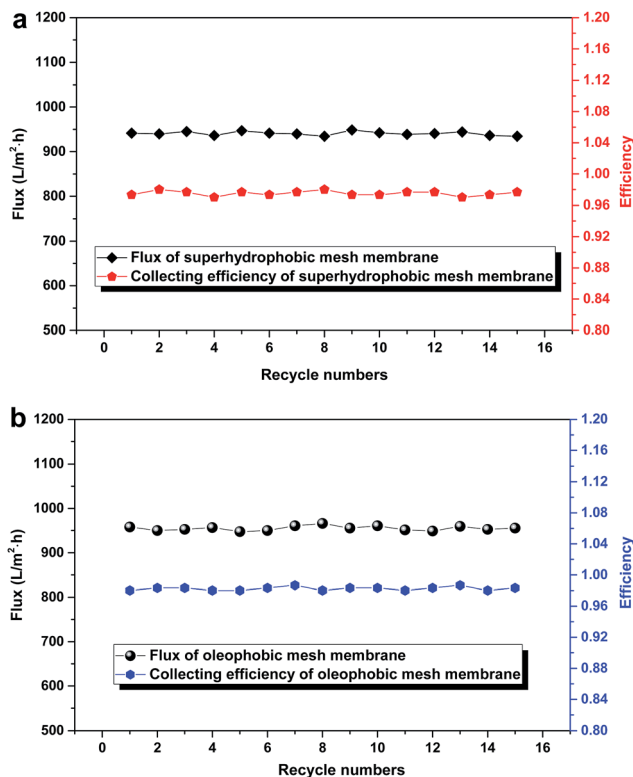 a
1200
1100
1000
900
800
700
600
500
Flux (L/m²·h)
1.20
1.16
1.12
1.08
1.04
1.00
0.96
0.92
0.88
0.84
0.80
Efficiency
Flux of superhydrophobic mesh membrane
Collecting efficiency of superhydrophobic mesh membrane
0 2 4 6 8 10 12 14 16
Recycle numbers
b
1200
1100
1000
900
800
700
600
500
Flux (L/m²·h)
1.20
1.16
1.12
1.08
1.04
1.00
0.96
0.92
0.88
0.84
0.80
Efficiency
Flux of oleophobic mesh membrane
Collecting efficiency of oleophobic mesh membrane
0 2 4 6 8 10 12 14 16
Recycle numbers